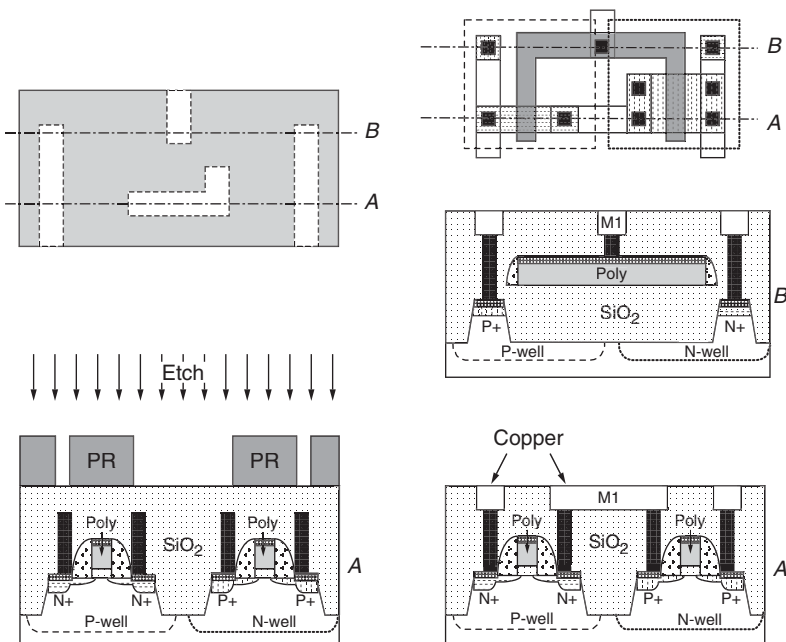 B
A
Etch
PR PR
Poly Poly
SiO2
A
N+ N+ P+ P+
P-well N-well
B
A
M1
Poly
SiO2
B
P+ N+
P-well N-well
Copper
M1
Poly Poly
SiO2
A
N+ N+ P+ P+
P-well N-well